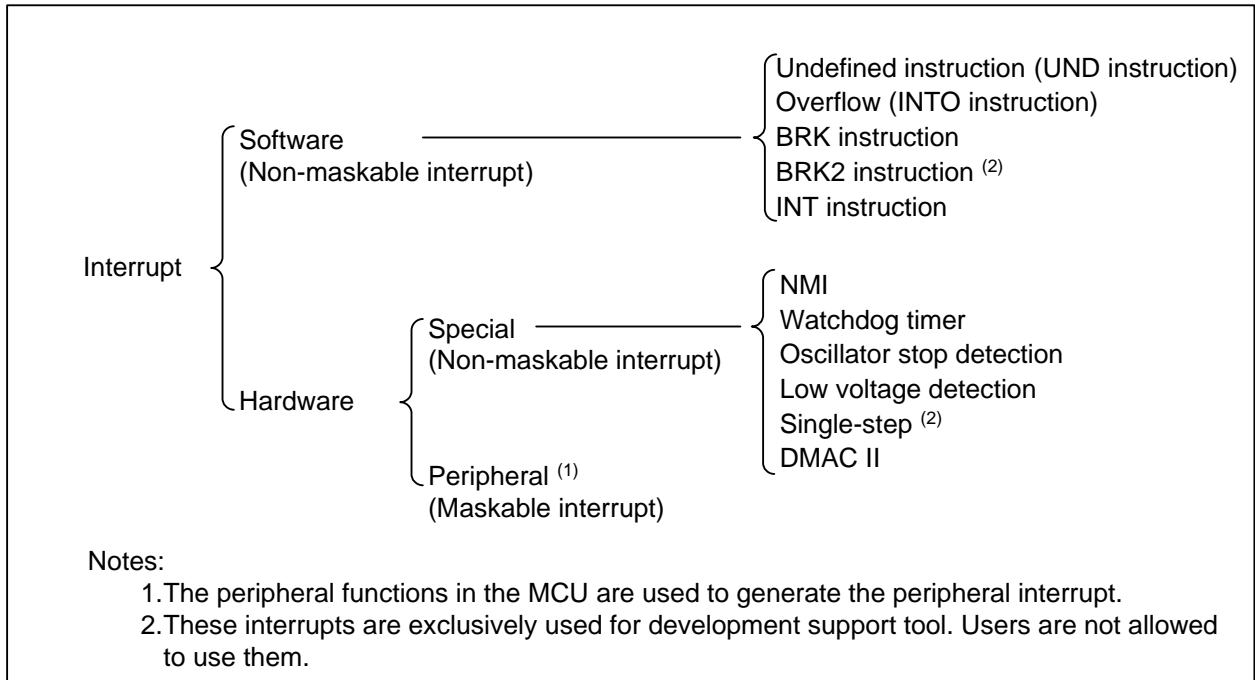 Undefined instruction (UND instruction)
Overflow (INTO instruction)
Software
BRK instruction
(Non-maskable interrupt)
BRK2 instruction (2)
INT instruction
Interrupt
NMI
Special
Watchdog timer
(Non-maskable interrupt)
Oscillator stop detection
Low voltage detection
Hardware
Single-step (2)
DMAC II
Peripheral (1)
(Maskable interrupt)
Notes:
1.The peripheral functions in the MCU are used to generate the peripheral interrupt.
2.These interrupts are exclusively used for development support tool. Users are not allowed
to use them.